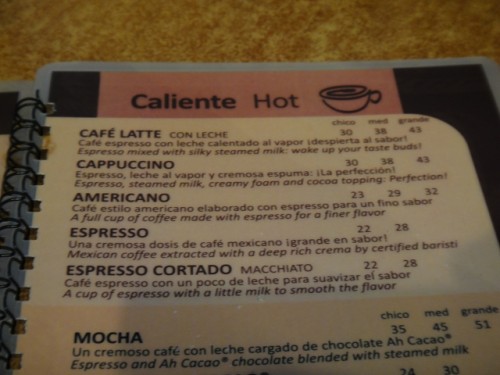 Caliente Hot
chico med grande
CAFÉ LATTE CON LECHE 30 38 43
Café espresso con leche calentado al vapor ¡despierta al sabor!
Espresso mixed with silky steamed milk: wake up your taste buds!
CAPPUCCINO 30 38 43
Espresso, leche al vapor y cremosa espuma: ¡La perfección!
Espresso, steamed milk, creamy foam and cocoa topping: Perfection!
AMERICANO 23 29 32
Café estilo americano elaborado con espresso para un fino sabor
A full cup of coffee made with espresso for a finer flavor
ESPRESSO 22 28
Una cremosa dosis de café mexicano ¡grande en sabor!
Mexican coffee extracted with a deep rich crema by certified baristi
ESPRESSO CORTADO MACCHIATO 22 28
Café espresso con un poco de leche para suavizar el sabor
A cup of espresso with a little milk to smooth the flavor
chico med grande
MOCHA 35 45 51
Un cremoso café con leche cargado de chocolate Ah Cacao®
Espresso and Ah Cacao® chocolate blended with steamed milk
24 30